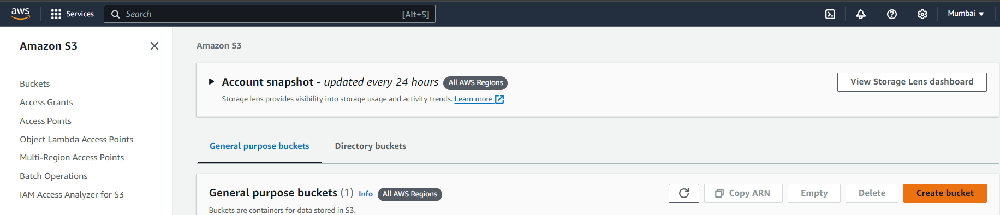 aws Services Search [Alt+S] Mumbai
Amazon S3
Buckets
Access Grants
Access Points
Object Lambda Access Points
Multi-Region Access Points
Batch Operations
IAM Access Analyzer for S3
Amazon S3
Account snapshot - updated every 24 hours All AWS Regions
Storage lens provides visibility into storage usage and activity trends. Learn more
View Storage Lens dashboard
General purpose buckets Directory buckets
General purpose buckets (1) Info All AWS Regions
Copy ARN Empty Delete Create bucket
Buckets are containers for data stored in S3.